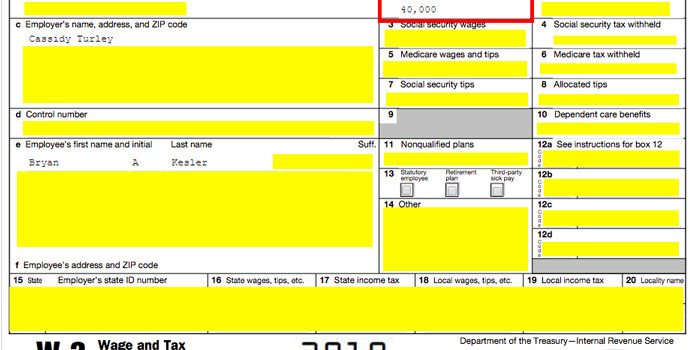 40,000
c Employer's name, address, and ZIP code
3 Social security wages
4 Social security tax withheld
Cassidy Turley
5 Medicare wages and tips
6 Medicare tax withheld
7 Social security tips
8 Allocated tips
d Control number
9
10 Dependent care benefits
e Employee's first name and initial Last name Suff.
11 Nonqualified plans
12a See instructions for box 12
Code
Bryan A Kesler
13 Statutory employee Retirement plan Third-party sick pay
12b
Code
14 Other
12c
Code
12d
Code
f Employee's address and ZIP code
15 State Employer's state ID number 16 State wages, tips, etc. 17 State income tax 18 Local wages, tips, etc. 19 Local income tax 20 Locality name
Wage and Tax
Department of the Treasury—Internal Revenue Service